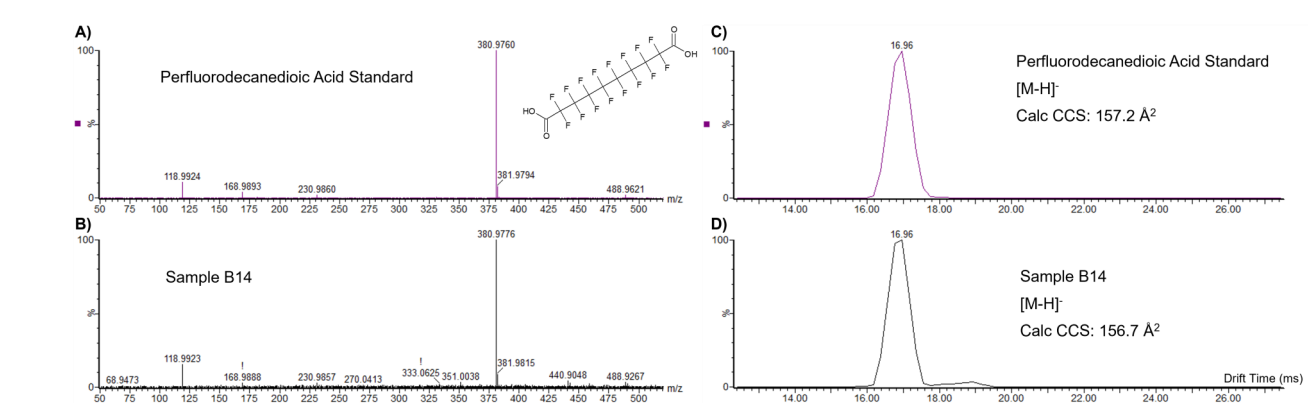 A)
100
%
0
Perfluorodecanedioic Acid Standard
380.9760
118.9924
168.9893
230.9860
381.9794
488.9621
HO
O
F F F F F F F F
F F F F F F F F
O
OH
50 75 100 125 150 175 200 225 250 275 300 325 350 375 400 425 450 475 500 m/z
B)
100
%
0
Sample B14
380.9776
68.9473
118.9923
!
168.9888
230.9857
270.0413
!
333.0625
351.0038
381.9815
440.9048
488.9267
50 75 100 125 150 175 200 225 250 275 300 325 350 375 400 425 450 475 500 m/z
C)
100
%
0
16.96
Perfluorodecanedioic Acid Standard
[M-H]-
Calc CCS: 157.2 Å2
14.00 16.00 18.00 20.00 22.00 24.00 26.00
D)
100
%
0
16.96
Sample B14
[M-H]-
Calc CCS: 156.7 Å2
Drift Time (ms)
14.00 16.00 18.00 20.00 22.00 24.00 26.00